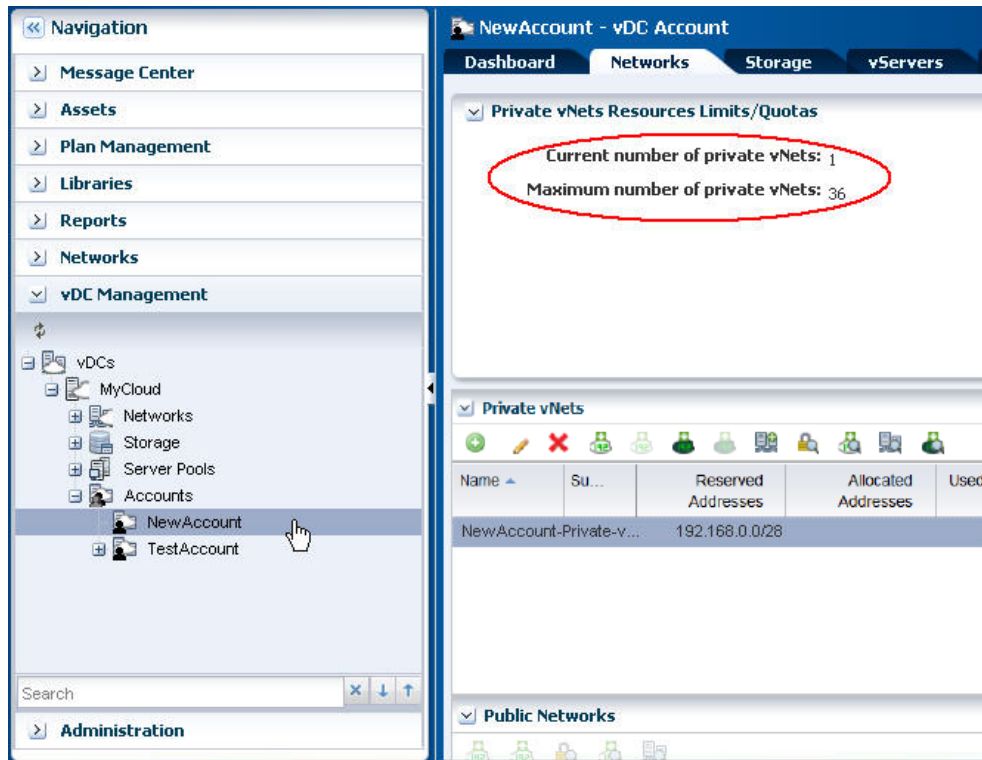 Navigation
Message Center
Assets
Plan Management
Libraries
Reports
Networks
vDC Management
vDCs
MyCloud
Networks
Storage
Server Pools
Accounts
NewAccount
TestAccount
Search
Administration
NewAccount - vDC Account
Dashboard Networks Storage vServers
Private vNets Resources Limits/Quotas
Current number of private vNets: 1
Maximum number of private vNets: 36
Private vNets
Name Su... Reserved Addresses Allocated Addresses Used
NewAccount-Private-v... 192.168.0.0/28
Public Networks